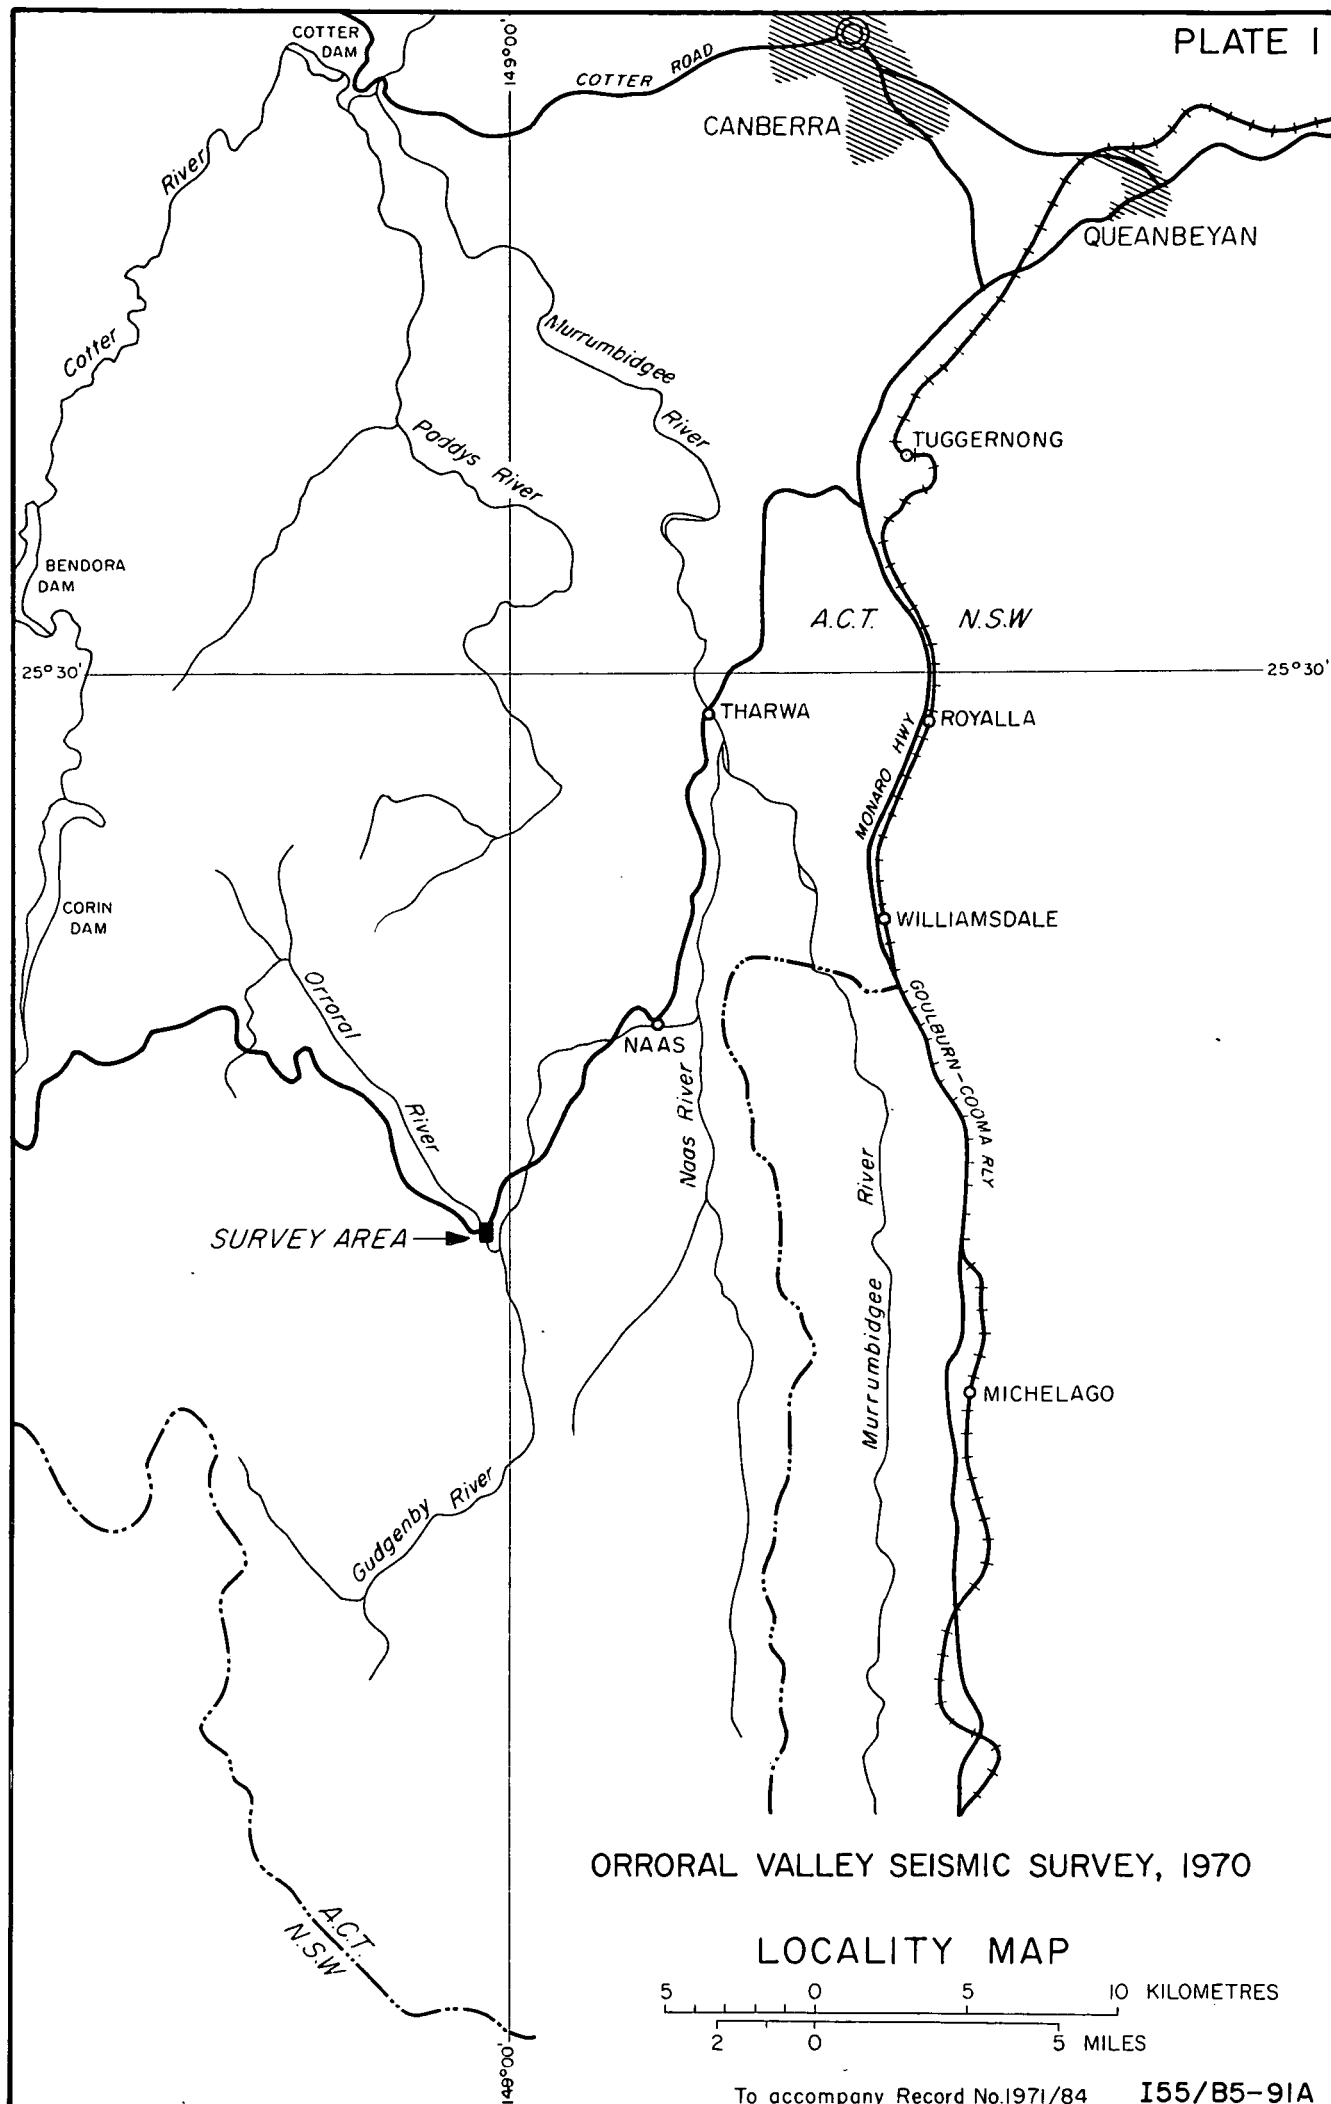 PLATE 1
COTTER
DAM
149°00'
COTTER ROAD
CANBERRA
QUEANBEYAN
River
Cotter
Murrumbidgee
River
Paddys River
TUGGERNONG
BENDORA
DAM
A.C.T. N.S.W
25°30'
25°30'
THARWA
ROYALLA
MONARO HWY
CORIN
DAM
WILLIAMSDALE
Orroral
River
GOULBURN-COOMA RLY
NAAS
Naas River
River
Murrumbidgee
SURVEY AREA
MICHELAGO
Gudgenby River
A.C.T.
N.S.W
ORRORAL VALLEY SEISMIC SURVEY, 1970
LOCALITY MAP
5 0 5 10 KILOMETRES
2 0 5 MILES
149°00'
To accompany Record No.1971/84
I55/B5-91A